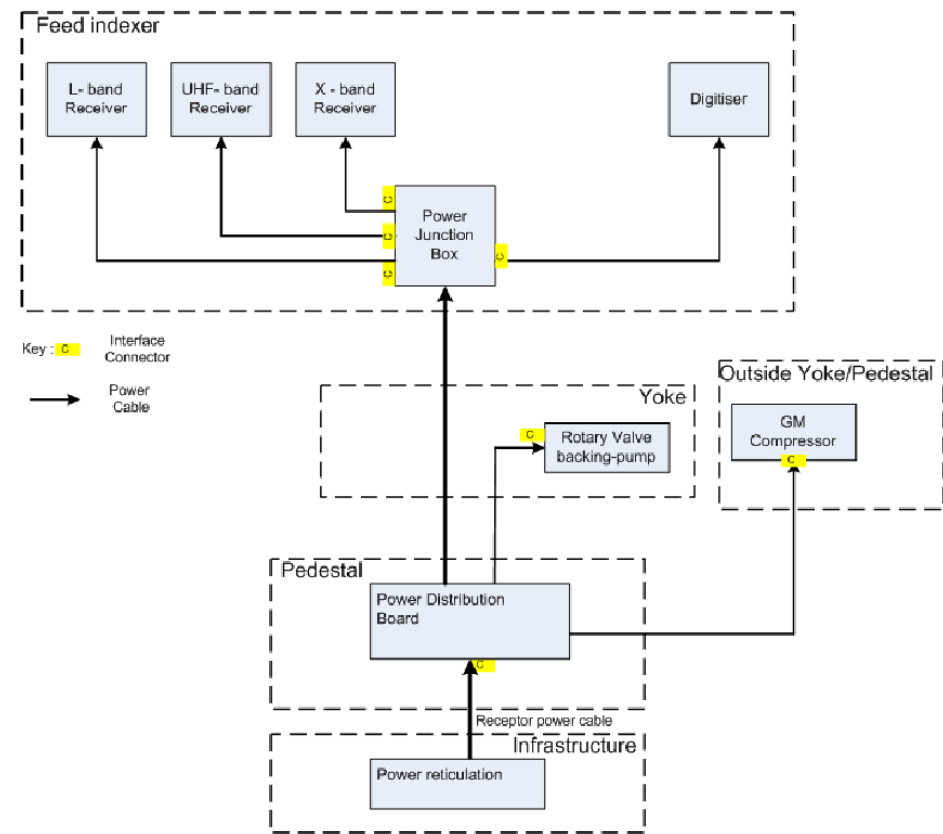 Feed indexer
L- band
Receiver
UHF- band
Receiver
X - band
Receiver
Digitiser
C
Power
Junction
Box
C
C
C
Key : C
Interface
Connector
Power
Cable
Outside Yoke/Pedestal
Yoke
GM
Compressor
C
C
Rotary Valve
backing-pump
Pedestal
Power Distribution
Board
C
Receptor power cable
Infrastructure
Power reticulation